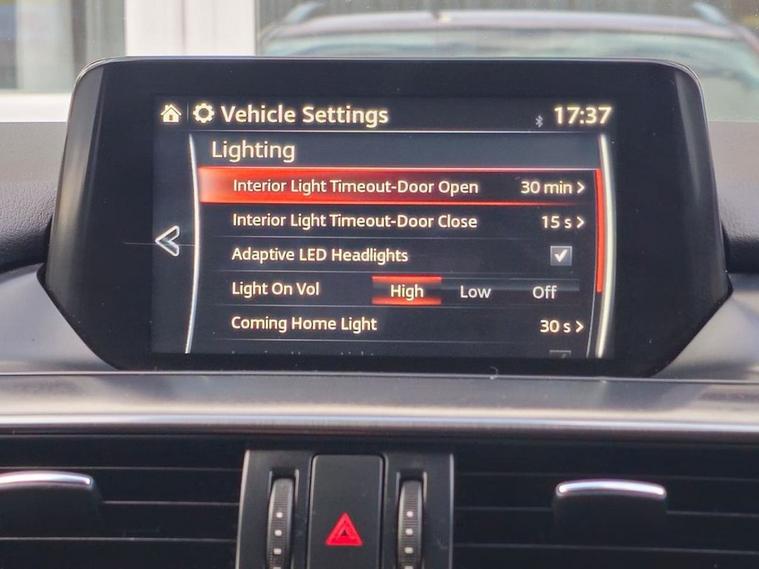 Vehicle Settings 17:37
Lighting
Interior Light Timeout-Door Open 30 min >
Interior Light Timeout-Door Close 15 s >
Adaptive LED Headlights
Light On Vol High Low Off
Coming Home Light 30 s >